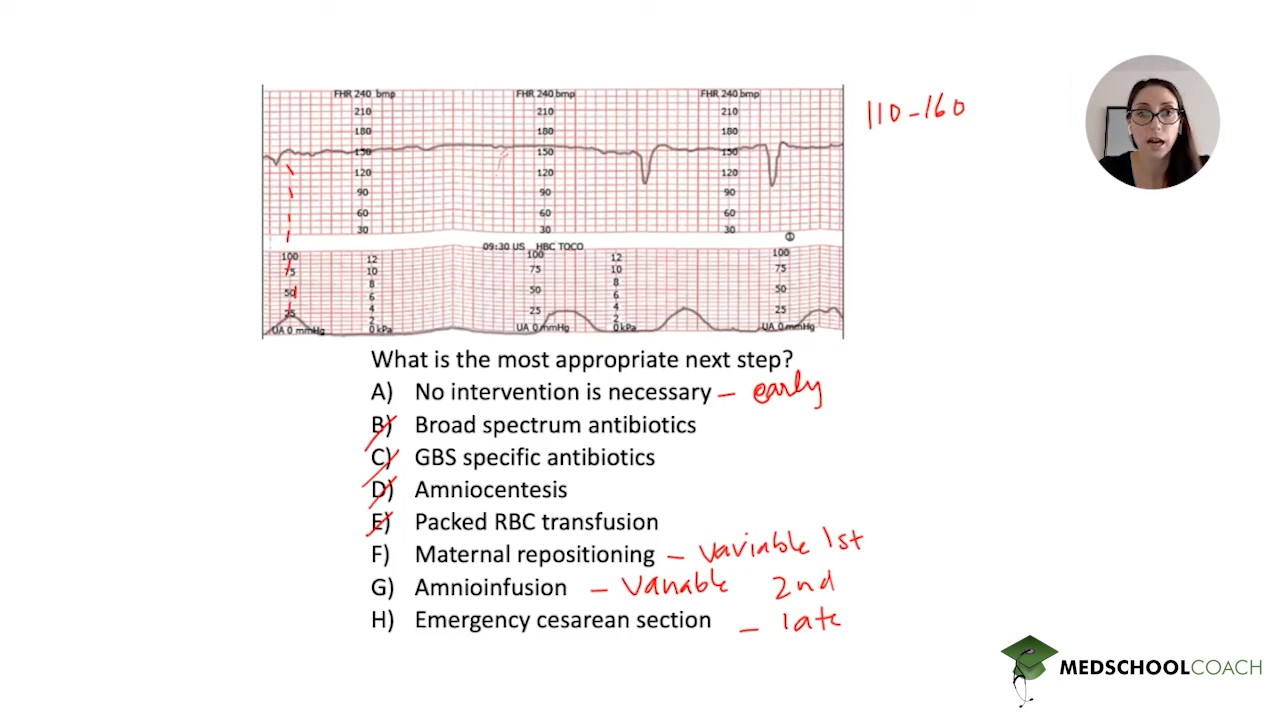 FHR 240 bmp FHR 240 bmp FHR 240 bmp
210 210 210
180 180 180
150 150 150
120 120 120
90 90 90
60 60 60
30 30 30
110-160
09:30 US HBC TOCO
100 12 100 12 100
75 10 75 10 75
50 8 50 8 50
6 6
25 4 25 4 25
2 2
UA 0 mmHg 0 kPa UA 0 mmHg 0 kPa UA 0 mmHg
What is the most appropriate next step?
A) No intervention is necessary – early
B) Broad spectrum antibiotics
C) GBS specific antibiotics
D) Amniocentesis
E) Packed RBC transfusion
F) Maternal repositioning – variable 1st
G) Amnioinfusion – variable 2nd
H) Emergency cesarean section – late
MEDSCHOOLCOACH